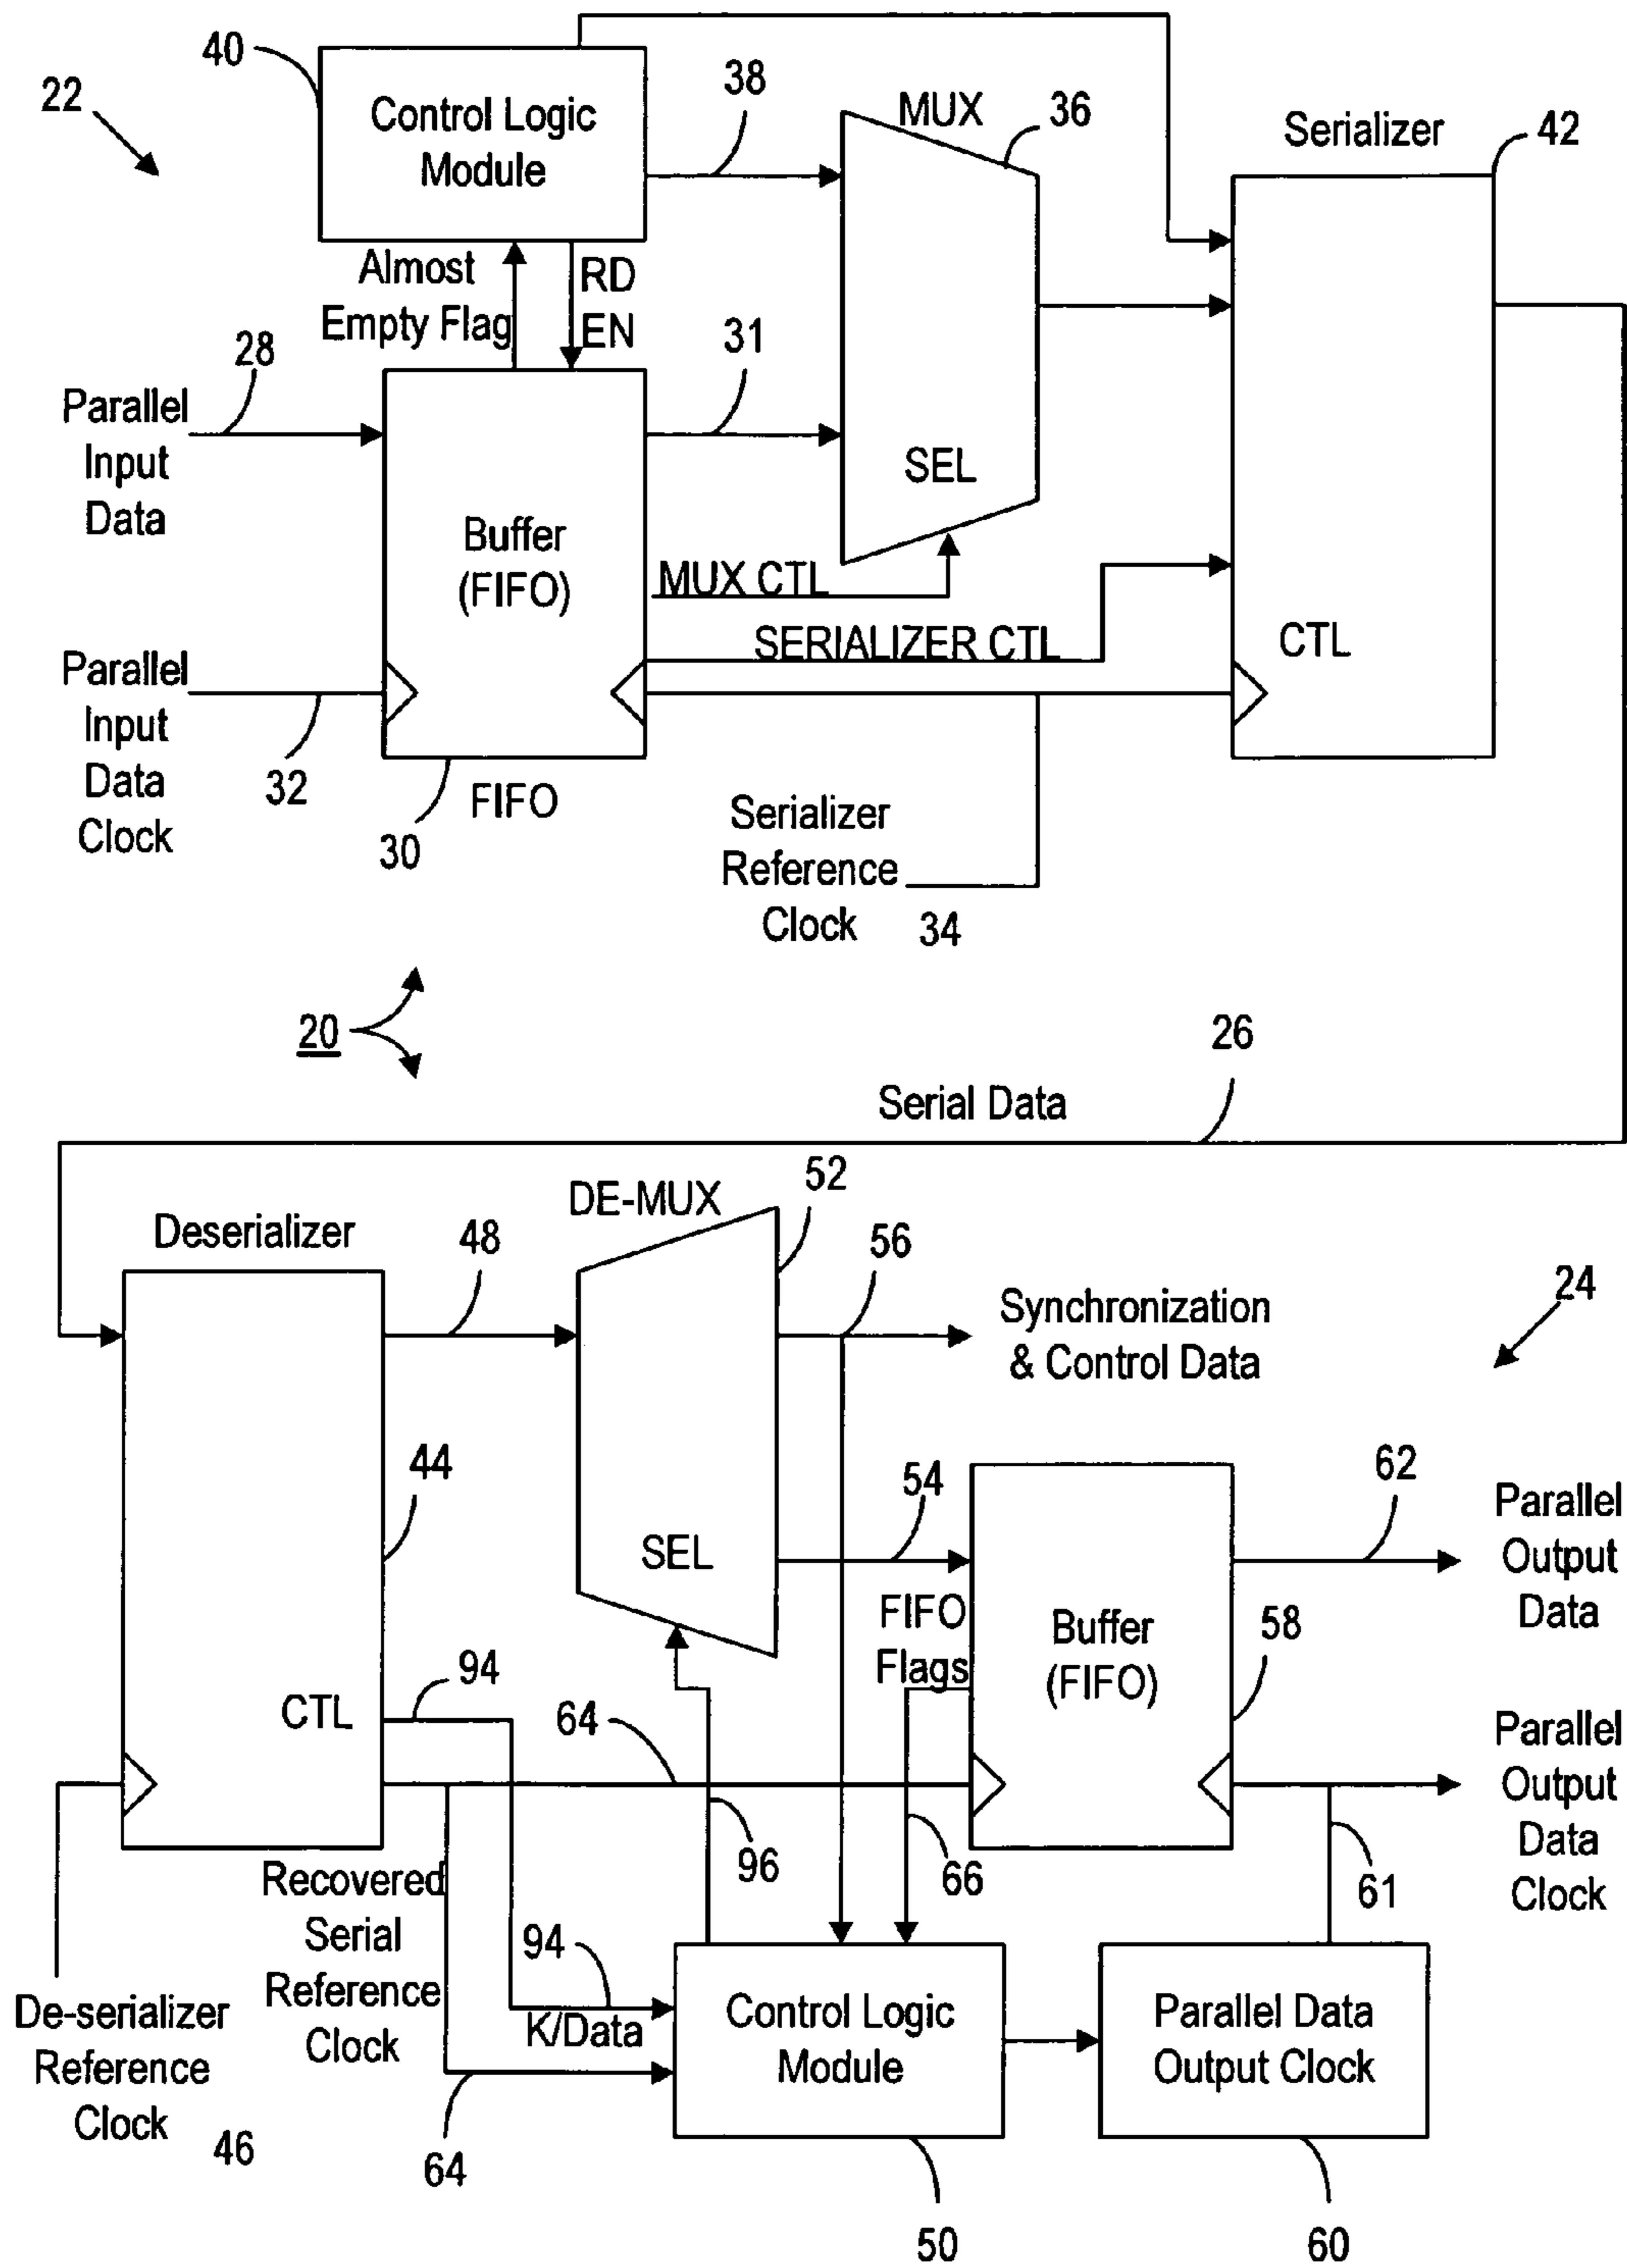 40
22
Control Logic
Module
38
MUX
36
Serializer
42
Almost
Empty Flag
RD
EN
28
31
Parallel
Input
Data
SEL
Buffer
(FIFO)
MUX CTL
SERIALIZER CTL
CTL
Parallel
Input
Data
Clock
32
30
FIFO
Serializer
Reference
Clock
34
20
26
Serial Data
52
DE-MUX
Deserializer
48
56
24
Synchronization
& Control Data
44
54
62
Parallel
Output
Data
SEL
FIFO
Flags
Buffer
(FIFO)
58
94
CTL
64
Parallel
Output
Data
Clock
96
66
61
Recovered
Serial
Reference
Clock
94
K/Data
De-serializer
Reference
Clock
46
64
Control Logic
Module
Parallel Data
Output Clock
50
60